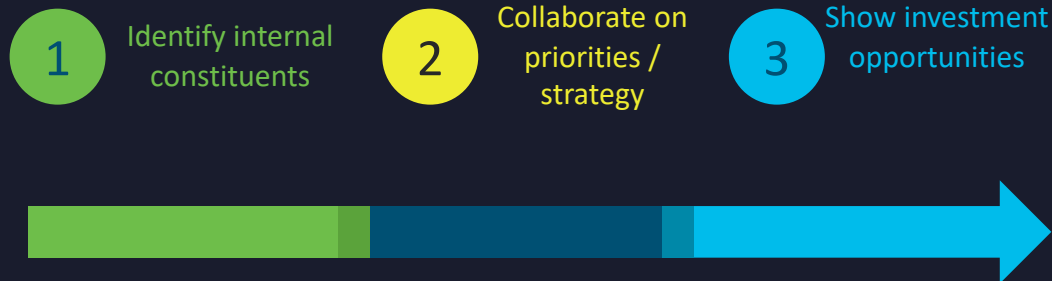 1
Identify internal
constituents
2
Collaborate on
priorities /
strategy
3
Show investment
opportunities